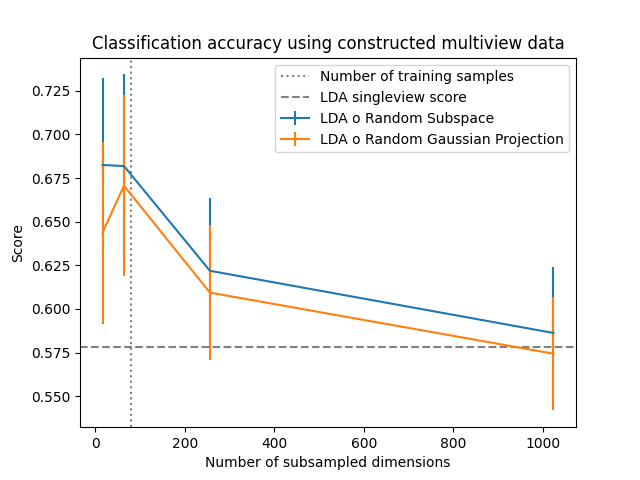 Classification accuracy using constructed multiview data
Number of training samples
LDA singleview score
LDA o Random Subspace
LDA o Random Gaussian Projection
Score
0.725
0.700
0.675
0.650
0.625
0.600
0.575
0.550
0 200 400 600 800 1000
Number of subsampled dimensions